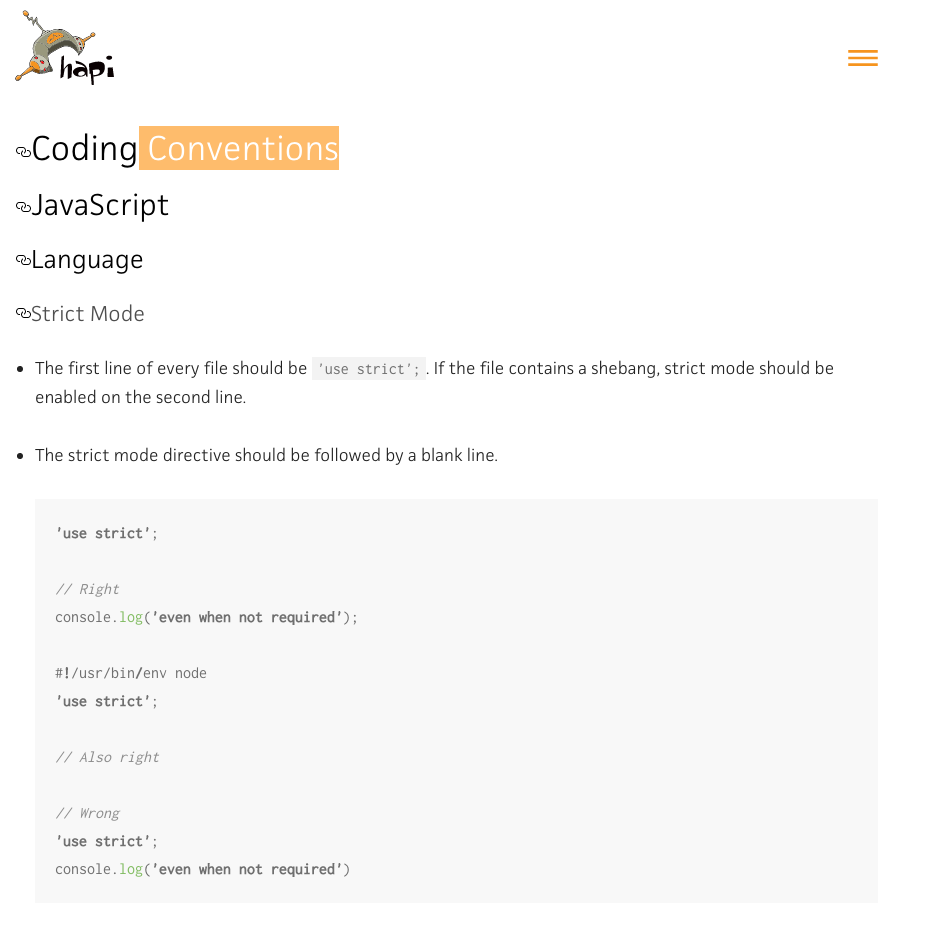 hapi
Coding Conventions
JavaScript
Language
Strict Mode
The first line of every file should be 'use strict';. If the file contains a shebang, strict mode should be
enabled on the second line.
The strict mode directive should be followed by a blank line.
'use strict';
// Right
console.log('even when not required');
#!/usr/bin/env node
'use strict';
// Also right
// Wrong
'use strict';
console.log('even when not required')